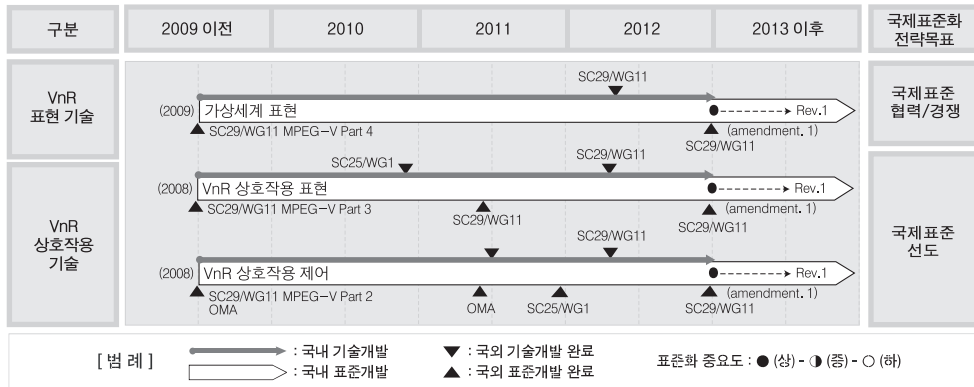 구분
2009 이전
2010
2011
2012
2013 이후
국제표준화
전략목표
VnR
표현 기술
SC29/WG11
(2009)
가상세계 표현
Rev.1
SC29/WG11 MPEG-V Part 4
(amendment. 1)
SC29/WG11
국제표준
협력/경쟁
VnR
상호작용
기술
SC25/WG1
SC29/WG11
(2008)
VnR 상호작용 표현
Rev.1
SC29/WG11 MPEG-V Part 3
SC29/WG11
(amendment. 1)
SC29/WG11
SC29/WG11
(2008)
VnR 상호작용 제어
Rev.1
SC29/WG11 MPEG-V Part 2
OMA
OMA
SC25/WG1
(amendment. 1)
SC29/WG11
국제표준
선도
[ 범 례 ]
: 국내 기술개발
: 국내 표준개발
▼ : 국외 기술개발 완료
▲ : 국외 표준개발 완료
표준화 중요도 : ● (상) - ◑ (중) - ○ (하)